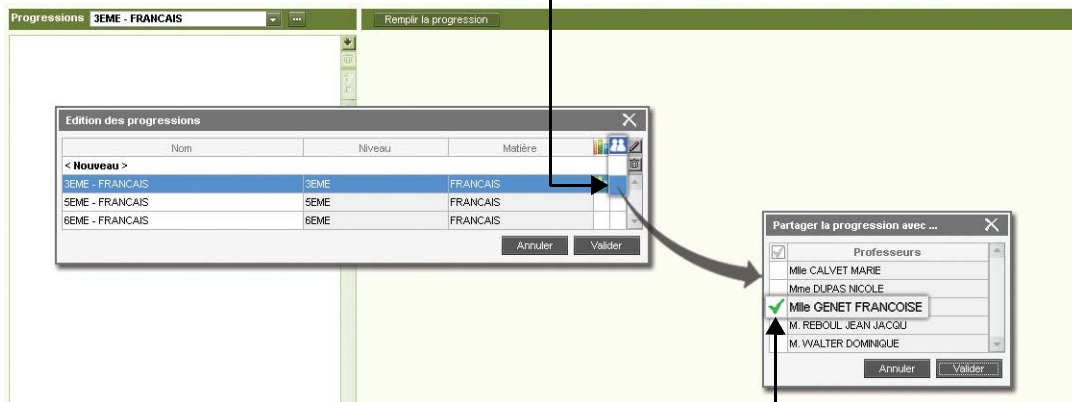 Progressions 3EME - FRANCAIS ... Remplir la progression
Edition des progressions
Nom Niveau Matière
< Nouveau >
3EME - FRANCAIS 3EME FRANCAIS
5EME - FRANCAIS 5EME FRANCAIS
6EME - FRANCAIS 6EME FRANCAIS
Annuler Valider
Partager la progression avec ...
Professeurs
Mlle CALVET MARIE
Mme DUPAS NICOLE
Mlle GENET FRANCOISE
M. REBOUL JEAN JACQU
M. WALTER DOMINIQUE
Annuler Valider